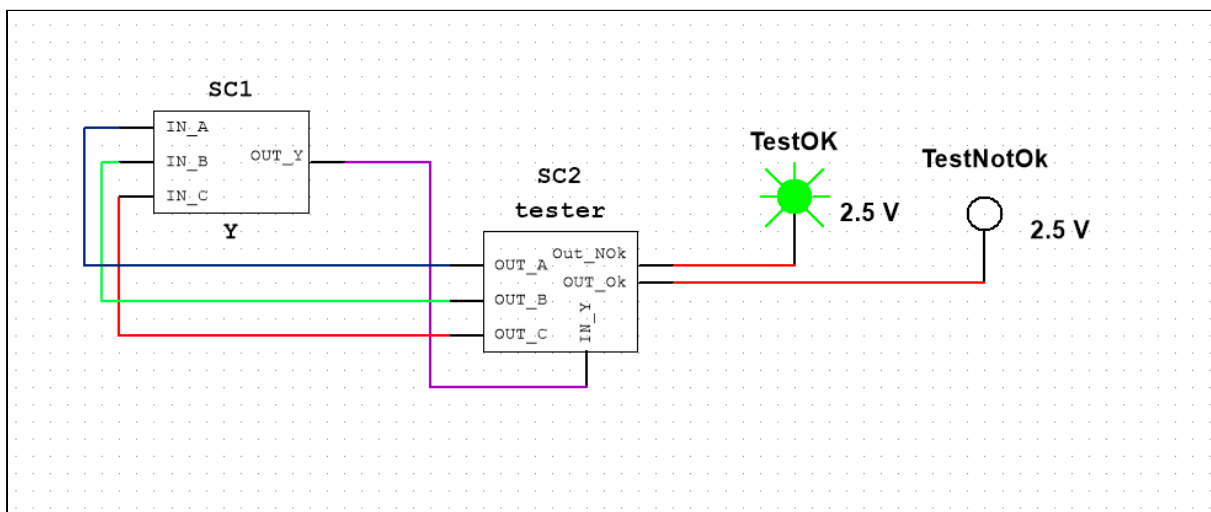 SC1
IN_A
IN_B
IN_C
OUT_Y
Y
SC2
tester
OUT_A
OUT_B
OUT_C
Out_NOk
OUT_Ok
IN_Y
TestOK
2.5 V
TestNotOk
2.5 V